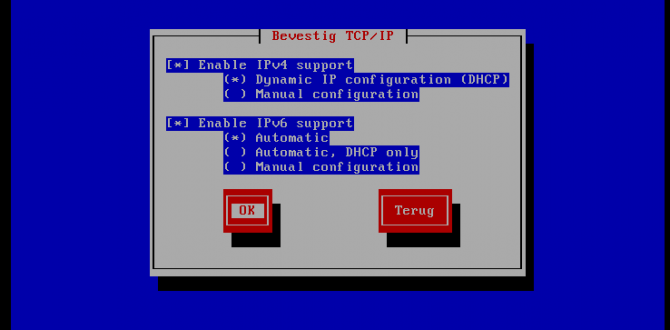 Bevestig TCP/IP
[*] Enable IPv4 support
(*) Dynamic IP configuration (DHCP)
( ) Manual configuration
[*] Enable IPv6 support
(*) Automatic
( ) Automatic, DHCP only
( ) Manual configuration
OK Terug